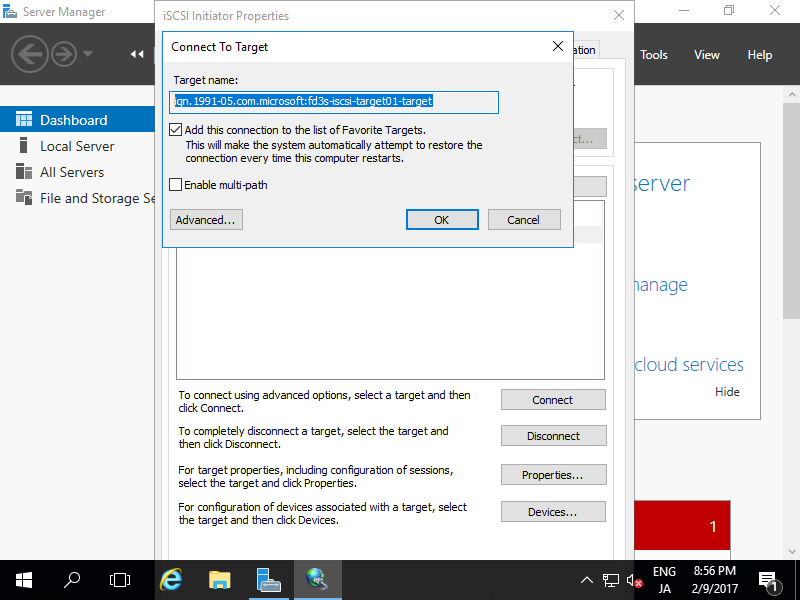 Server Manager
iSCSI Initiator Properties
Connect To Target
Target name:
iqn.1991-05.com.microsoft:fd3s-iscsi-target01-target
Add this connection to the list of Favorite Targets.
This will make the system automatically attempt to restore the
connection every time this computer restarts.
Enable multi-path
Advanced...
OK
Cancel
Tools
View
Help
Dashboard
Local Server
All Servers
File and Storage Se
server
manage
cloud services
Hide
To connect using advanced options, select a target and then
click Connect.
Connect
To completely disconnect a target, select the target and
then click Disconnect.
Disconnect
For target properties, including configuration of sessions,
select the target and click Properties.
Properties...
For configuration of devices associated with a target, select
the target and then click Devices.
Devices...
1
ENG
JA
8:56 PM
2/9/2017
1